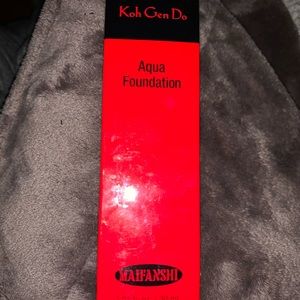 Koh Gen Do
Aqua
Foundation
MAIFANSHI